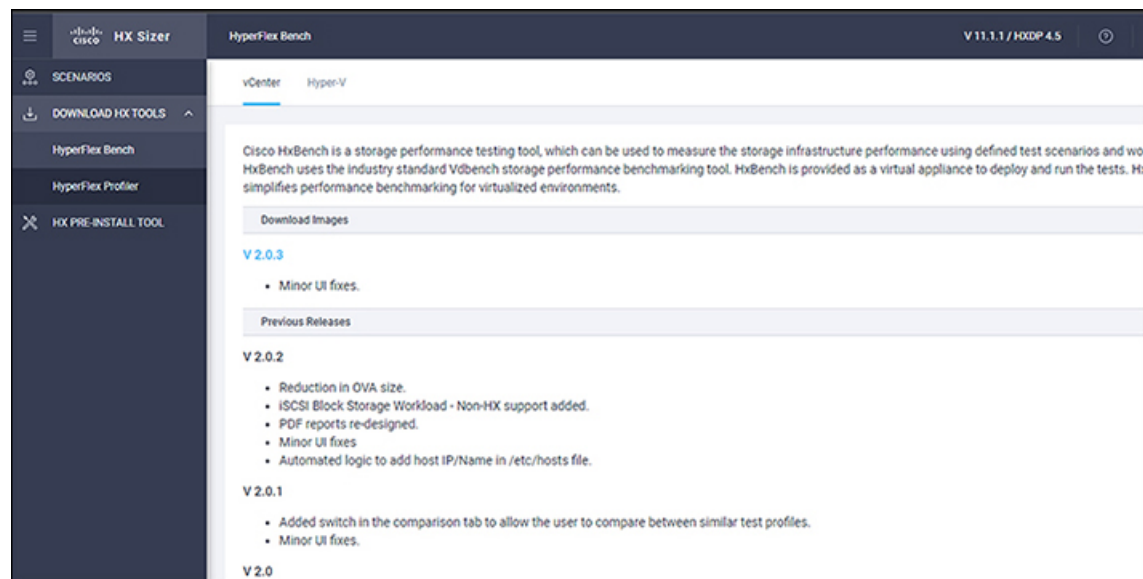 cisco HX Sizer
HyperFlex Bench
V 11.1.1 / HXDP 4.5
SCENARIOS
DOWNLOAD HX TOOLS
HyperFlex Bench
HyperFlex Profiler
HX PRE-INSTALL TOOL
vCenter Hyper-V
Cisco HxBench is a storage performance testing tool, which can be used to measure the storage infrastructure performance using defined test scenarios and
HxBench uses the industry standard Vdbench storage performance benchmarking tool. HxBench is provided as a virtual appliance to deploy and run the tests.
simplifies performance benchmarking for virtualized environments.
Download Images
V 2.0.3
• Minor UI fixes.
Previous Releases
V 2.0.2
• Reduction in OVA size.
• iSCSI Block Storage Workload - Non-HX support added.
• PDF reports re-designed.
• Minor UI fixes
• Automated logic to add host IP/Name in /etc/hosts file.
V 2.0.1
• Added switch in the comparison tab to allow the user to compare between similar test profiles.
• Minor UI fixes.
V 2.0